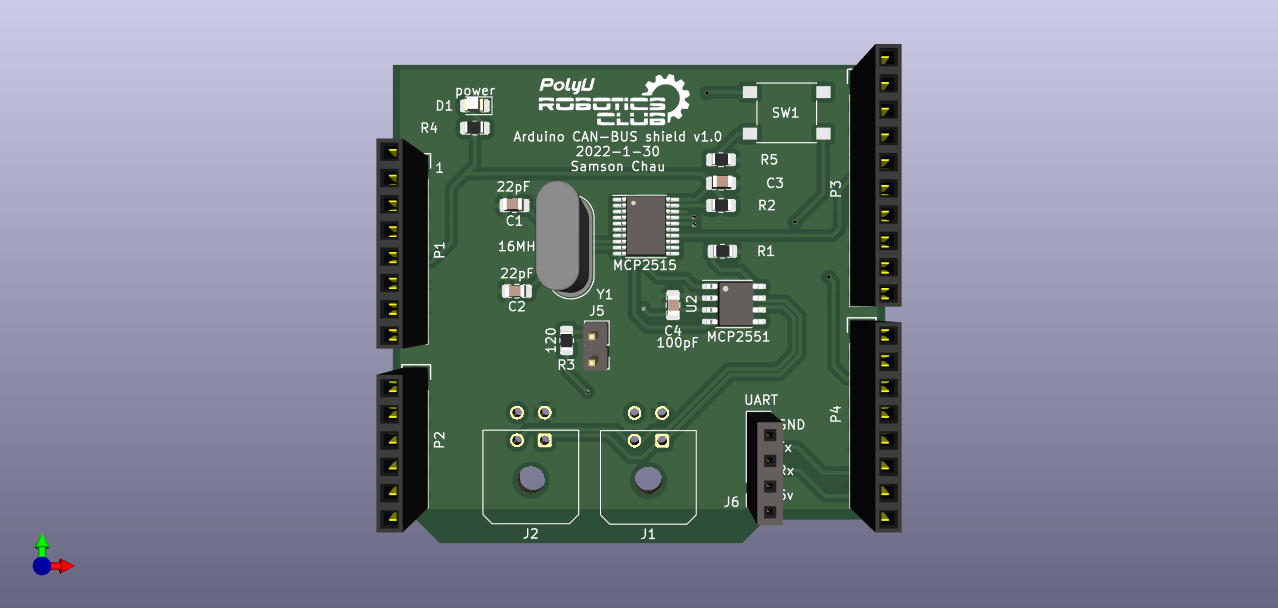 PolyU
ROBOTICS
CLUB
Arduino CAN-BUS shield v1.0
2022-1-30
Samson Chau
power
D1
R4
SW1
1
R5
C3
R2
P3
22pF
C1
P1
16MH
MCP2515
R1
22pF
C2
Y1
J5
U2
C4
100pF
MCP2551
120
R3
UART
GND
x
Rx
5v
P4
P2
J6
J2
J1